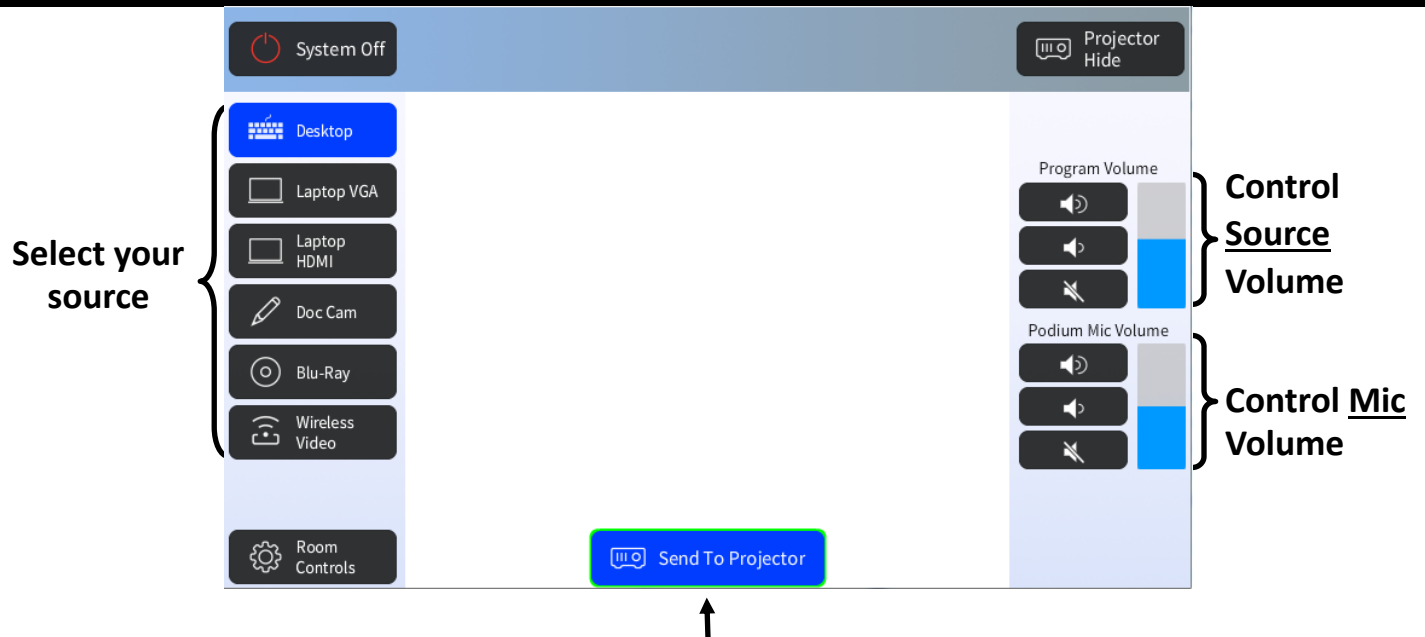 System Off
Projector
Hide
Desktop
Laptop VGA
Laptop
HDMI
Doc Cam
Blu-Ray
Wireless
Video
Room
Controls
Select your
source
Program Volume
Control
Source
Volume
Podium Mic Volume
Control Mic
Volume
Send To Projector